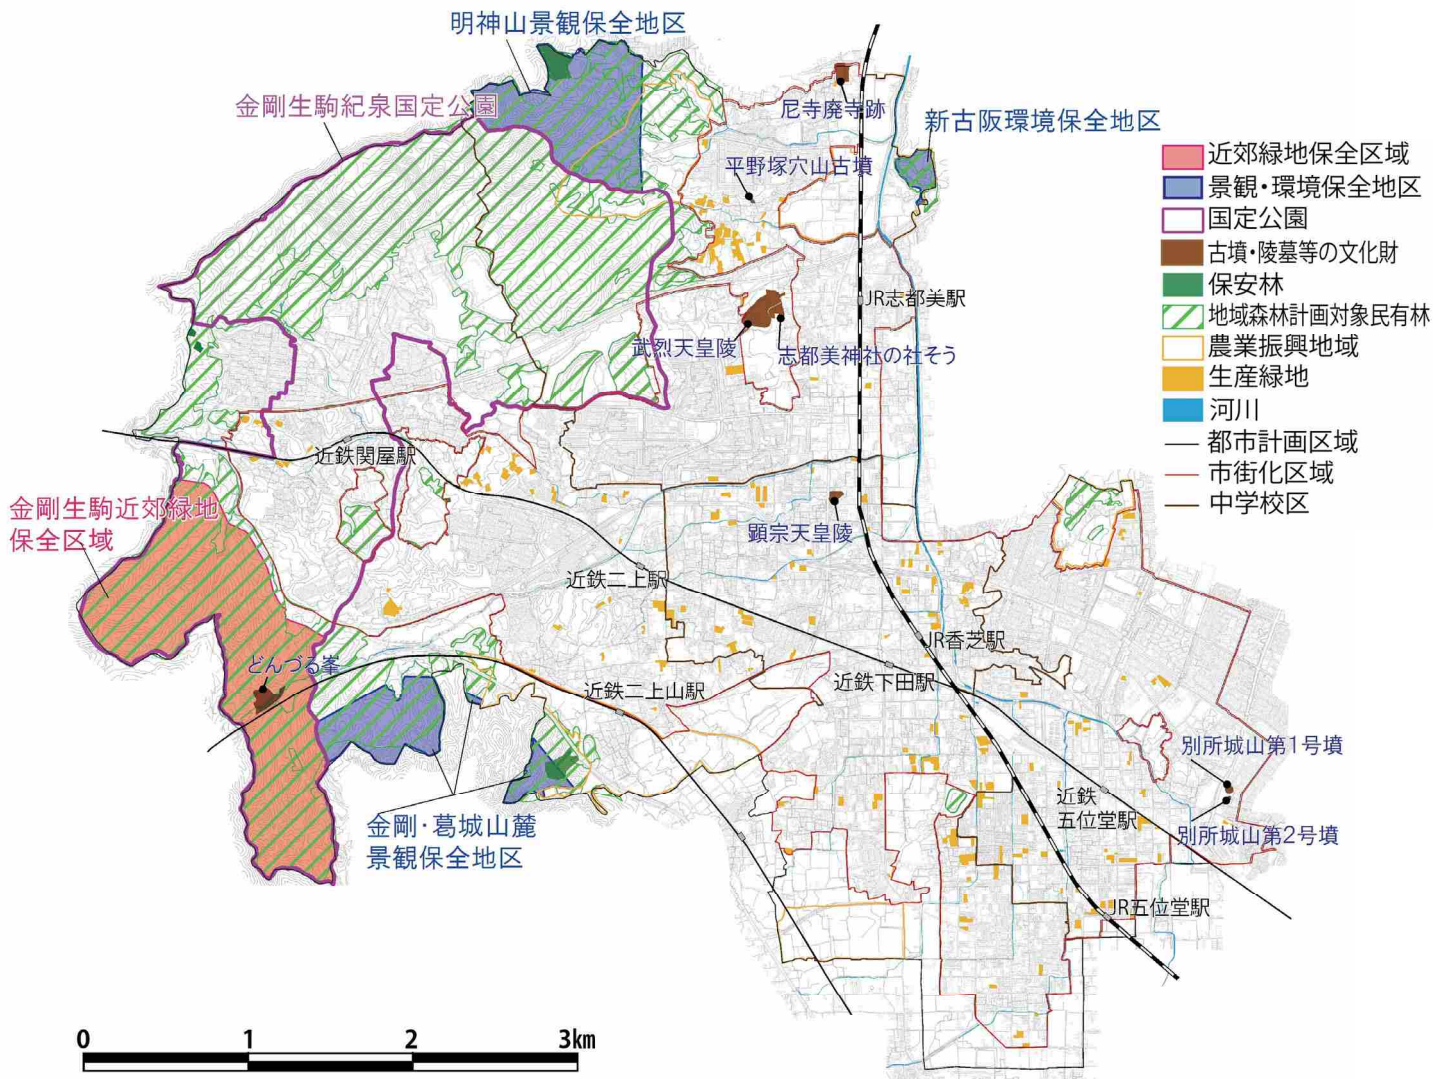 明神山景観保全地区
金剛生駒紀泉国定公園
尼寺廃寺跡
新古阪環境保全地区
平野塚穴山古墳
近郊緑地保全区域
景観・環境保全地区
国定公園
古墳・陵墓等の文化財
保安林
地域森林計画対象民有林
農業振興地域
生産緑地
河川
都市計画区域
市街化区域
中学校区
JR志都美駅
武烈天皇陵
志都美神社の社そう
近鉄関屋駅
金剛生駒近郊緑地
保全区域
顕宗天皇陵
近鉄二上駅
JR香芝駅
どんづる峯
近鉄二上山駅
近鉄下田駅
別所城山第1号墳
近鉄
五位堂駅
別所城山第2号墳
金剛・葛城山麓
景観保全地区
JR五位堂駅
0 1 2 3km